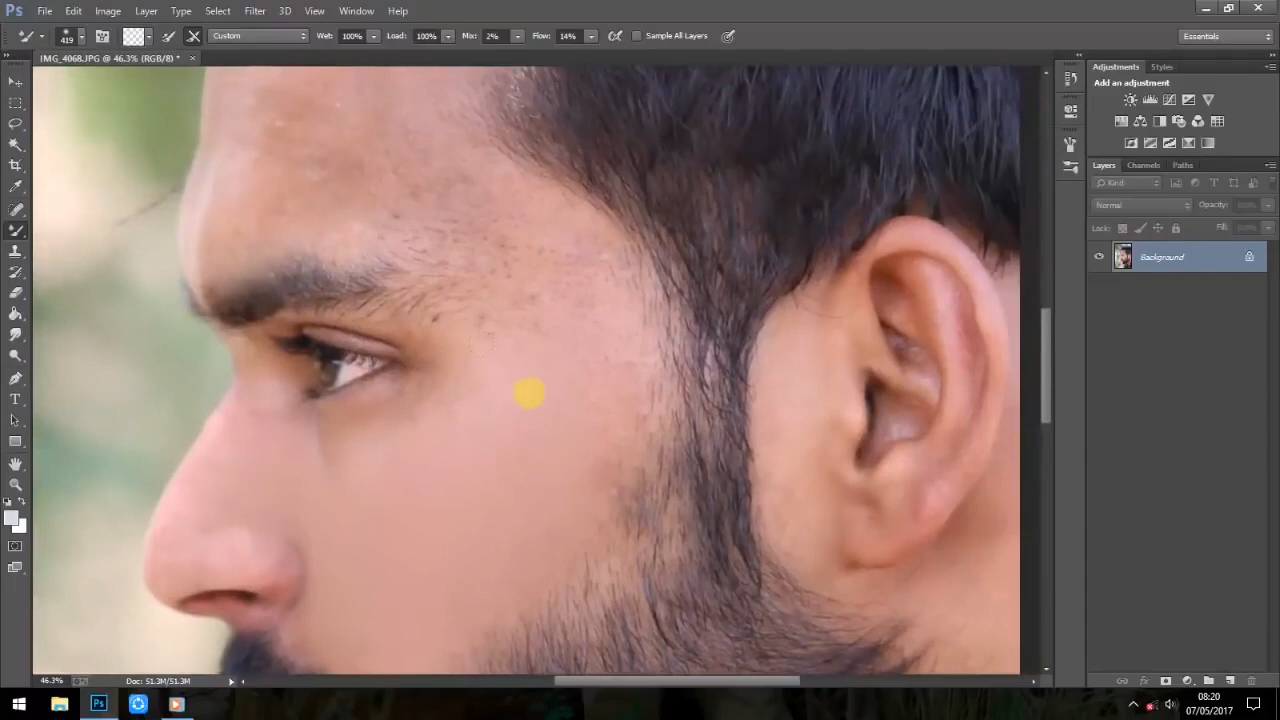 Ps File Edit Image Layer Type Select Filter 3D View Window Help
419 Custom Wet: 100% Load: 100% Mix: 2% Flow: 14% Sample All Layers Essentials
IMG_4068.JPG @ 46.3% (RGB/8) *
Adjustments Styles
Add an adjustment
Layers Channels Paths
Kind
Normal Opacity:
Lock: Fill:
Background
46.3% Doc: 51.3M/51.3M
Ps
08:20
07/05/2017